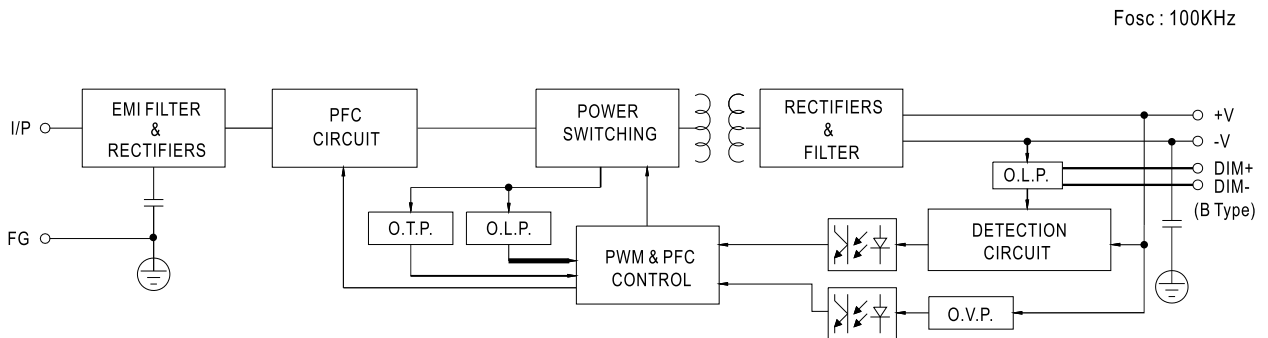 Fosc : 100KHz
I/P
EMI FILTER
&
RECTIFIERS
PFC
CIRCUIT
POWER
SWITCHING
RECTIFIERS
&
FILTER
+V
-V
DIM+
DIM-
(B Type)
O.L.P.
FG
O.T.P.
O.L.P.
PWM & PFC
CONTROL
DETECTION
CIRCUIT
O.V.P.